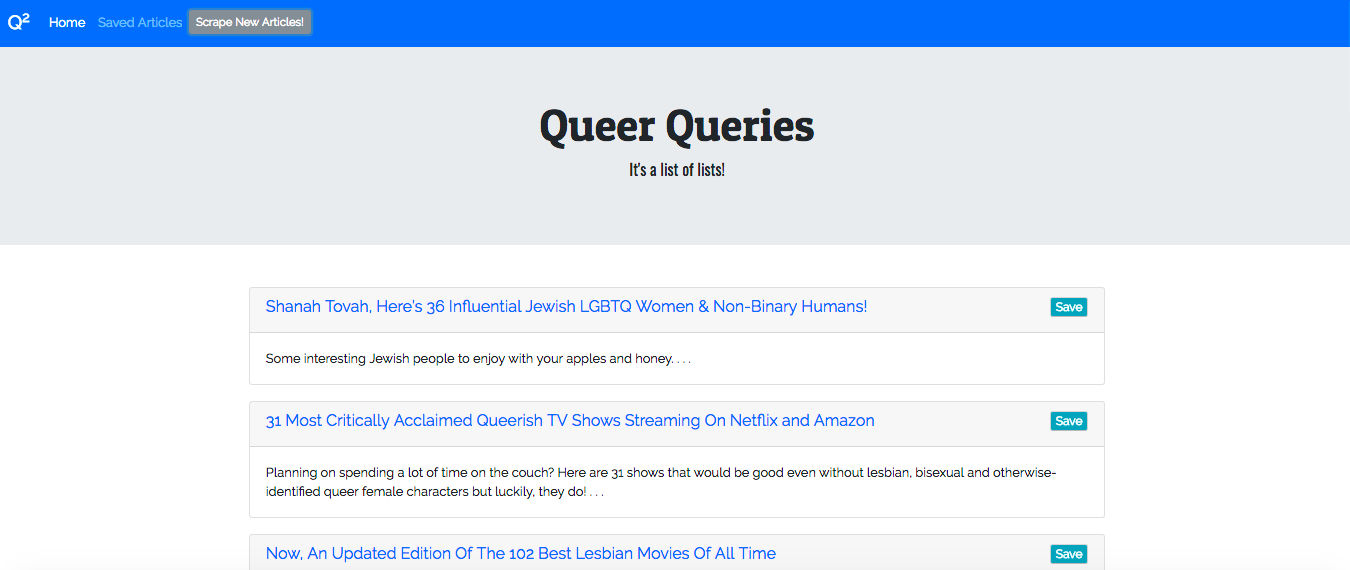 Q² Home Saved Articles Scrape New Articles!
Queer Queries
It's a list of lists!
Shanah Tovah, Here's 36 Influential Jewish LGBTQ Women & Non-Binary Humans! Save
Some interesting Jewish people to enjoy with your apples and honey. . . .
31 Most Critically Acclaimed Queerish TV Shows Streaming On Netflix and Amazon Save
Planning on spending a lot of time on the couch? Here are 31 shows that would be good even without lesbian, bisexual and otherwise-
identified queer female characters but luckily, they do! . . .
Now, An Updated Edition Of The 102 Best Lesbian Movies Of All Time Save